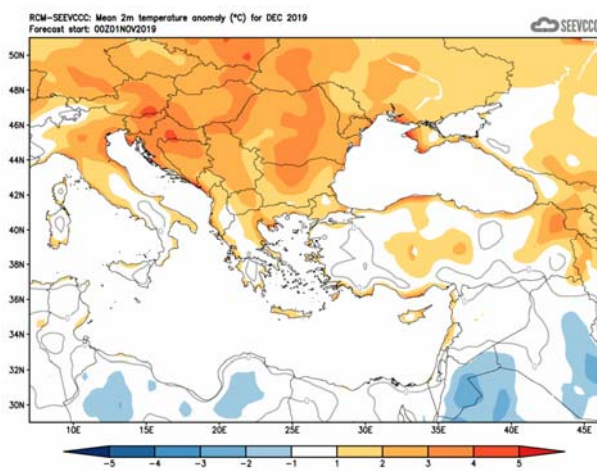 RCM-SEEVCCC: Mean 2m temperature anomaly (°C) for DEC 2019
Forecast start: 00Z01NOV2019
SEEVCCC
50N
48N
46N
44N
42N
40N
38N
36N
34N
32N
30N
10E 15E 20E 25E 30E 35E 40E 45E
-5 -4 -3 -2 -1 1 2 3 4 5